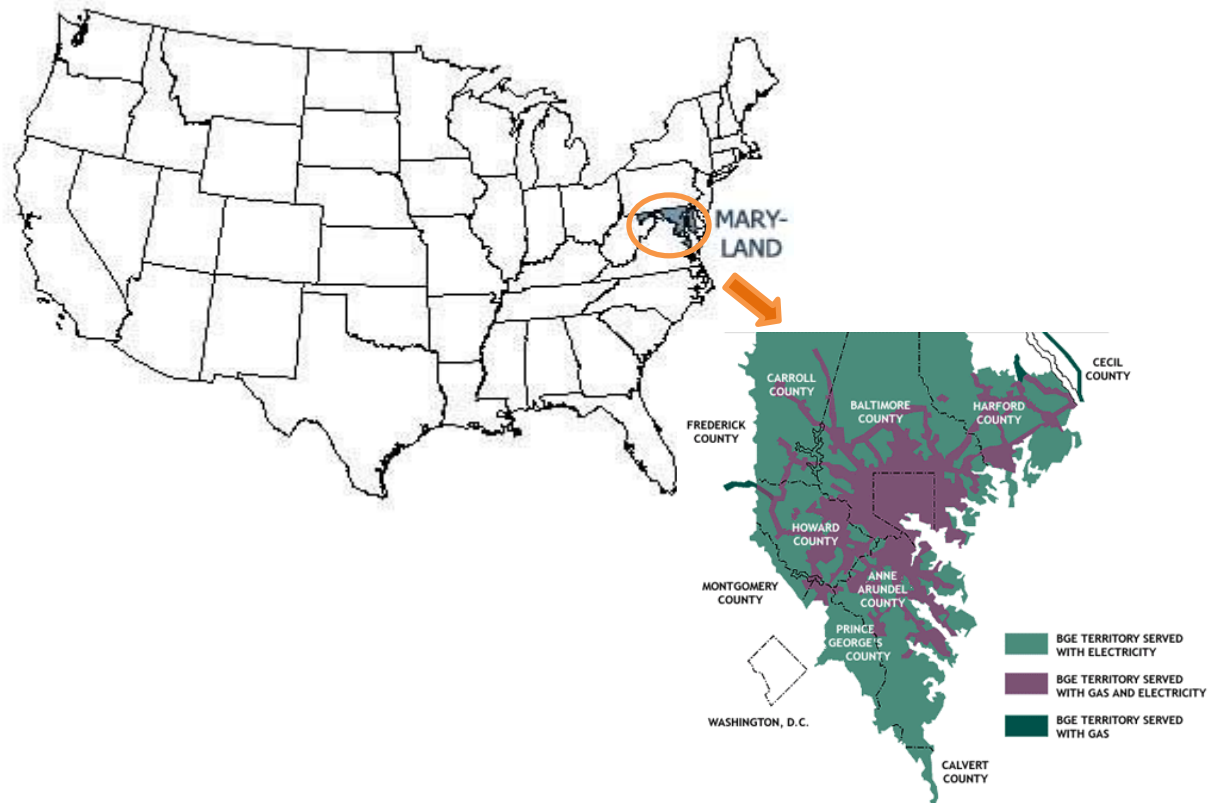 MARY-
LAND
CECIL
COUNTY
CARROLL
COUNTY
BALTIMORE
COUNTY
HARFORD
COUNTY
FREDERICK
COUNTY
HOWARD
COUNTY
MONTGOMERY
COUNTY
ANNE
ARUNDEL
COUNTY
PRINCE
GEORGE'S
COUNTY
WASHINGTON, D.C.
CALVERT
COUNTY
BGE TERRITORY SERVED
WITH ELECTRICITY
BGE TERRITORY SERVED
WITH GAS AND ELECTRICITY
BGE TERRITORY SERVED
WITH GAS